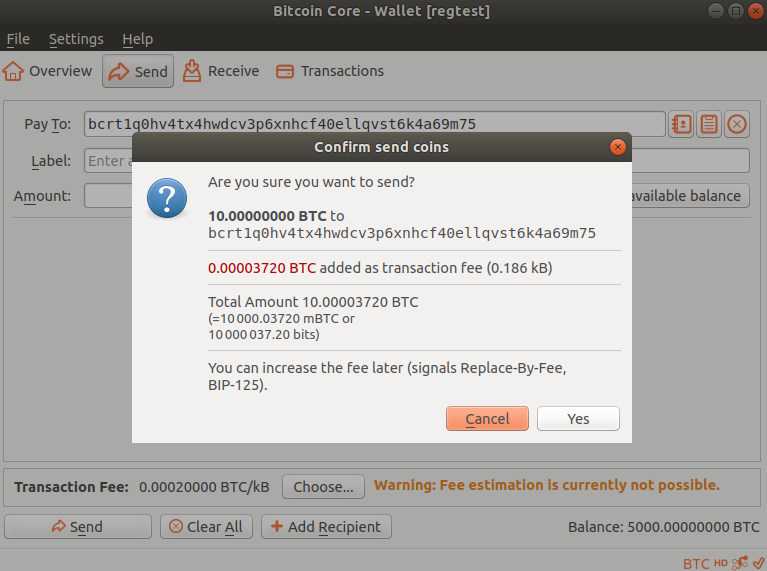 Bitcoin Core - Wallet [regtest]
File Settings Help
Overview Send Receive Transactions
Pay To: bcrt1q0hv4tx4hwdcv3p6xnhcf40ellqvst6k4a69m75
Confirm send coins
Label: Enter a
Amount: available balance
Are you sure you want to send?
10.00000000 BTC to
bcrt1q0hv4tx4hwdcv3p6xnhcf40ellqvst6k4a69m75
0.00003720 BTC added as transaction fee (0.186 kB)
Total Amount 10.00003720 BTC
(=10 000.03720 mBTC or
10 000 037.20 bits)
You can increase the fee later (signals Replace-By-Fee,
BIP-125).
Cancel Yes
Transaction Fee: 0.00020000 BTC/kB Choose... Warning: Fee estimation is currently not possible.
Send Clear All Add Recipient Balance: 5000.00000000 BTC
BTC HD